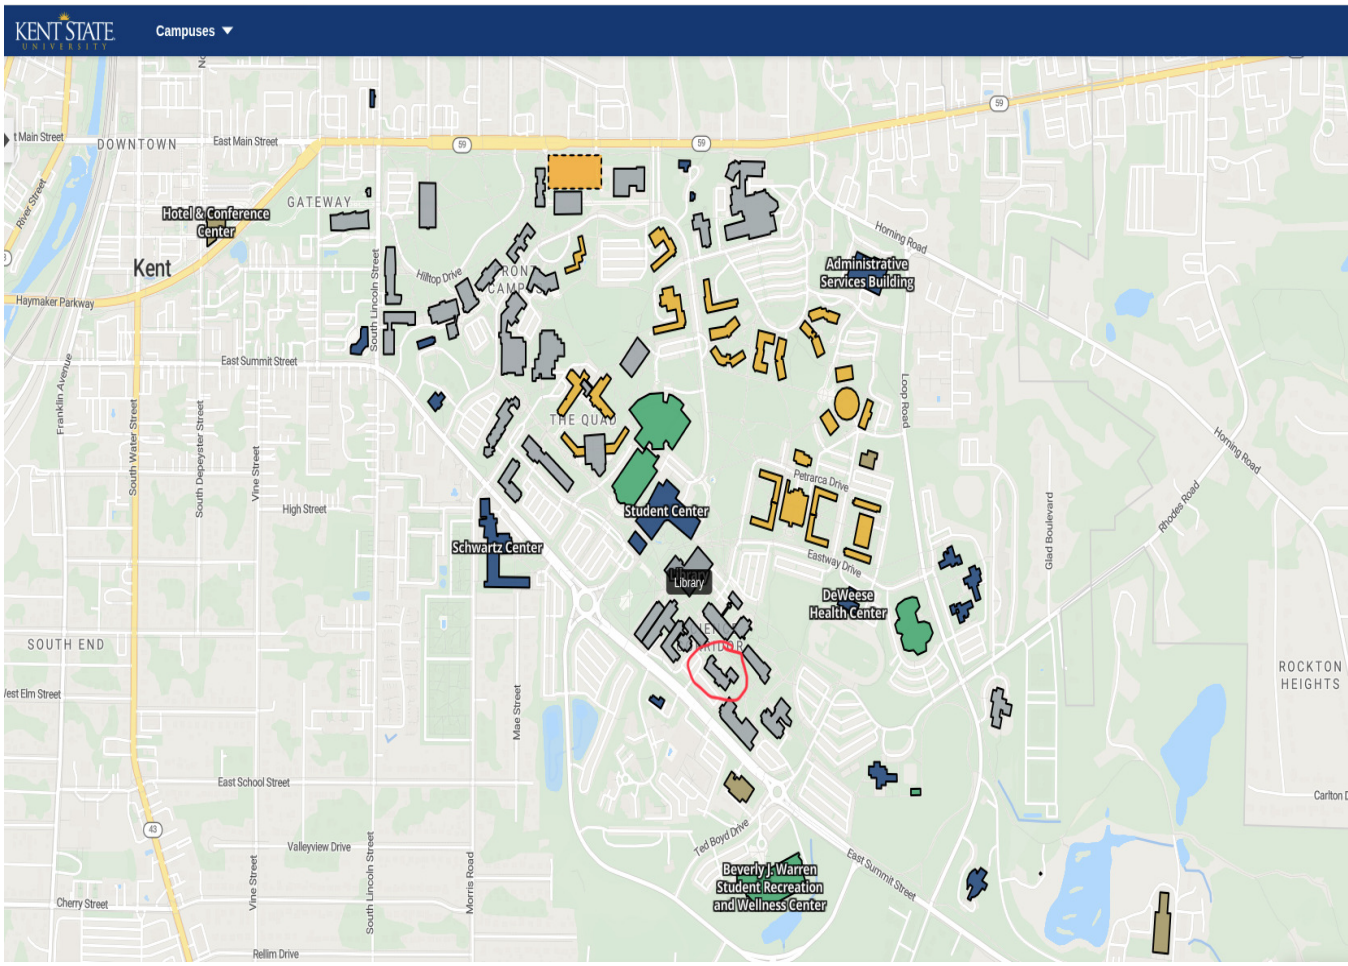 KENT STATE
UNIVERSITY
Campuses
59
59
59
t Main Street
DOWNTOWN
East Main Street
River Street
GATEWAY
Hotel & Conference
Center
Kent
Haymaker Parkway
South Lincoln Street
Hilltop Drive
Horning Road
Administrative
Services Building
East Summit Street
Franklin Avenue
South Water Street
South Depeyster Street
Vine Street
High Street
THE QUAD
Loop Road
Horning Road
Petrarca Drive
Rhodes Road
Glad Boulevard
Student Center
Schwartz Center
Eastway Drive
Library
DeWeese
Health Center
SOUTH END
ROCKTON
HEIGHTS
West Elm Street
Mae Street
East School Street
Carlton D
43
Valleyview Drive
Ted Boyd Drive
East Summit Street
Beverly J. Warren
Student Recreation
and Wellness Center
Vine Street
South Lincoln Street
Morris Road
Cherry Street
Rellim Drive